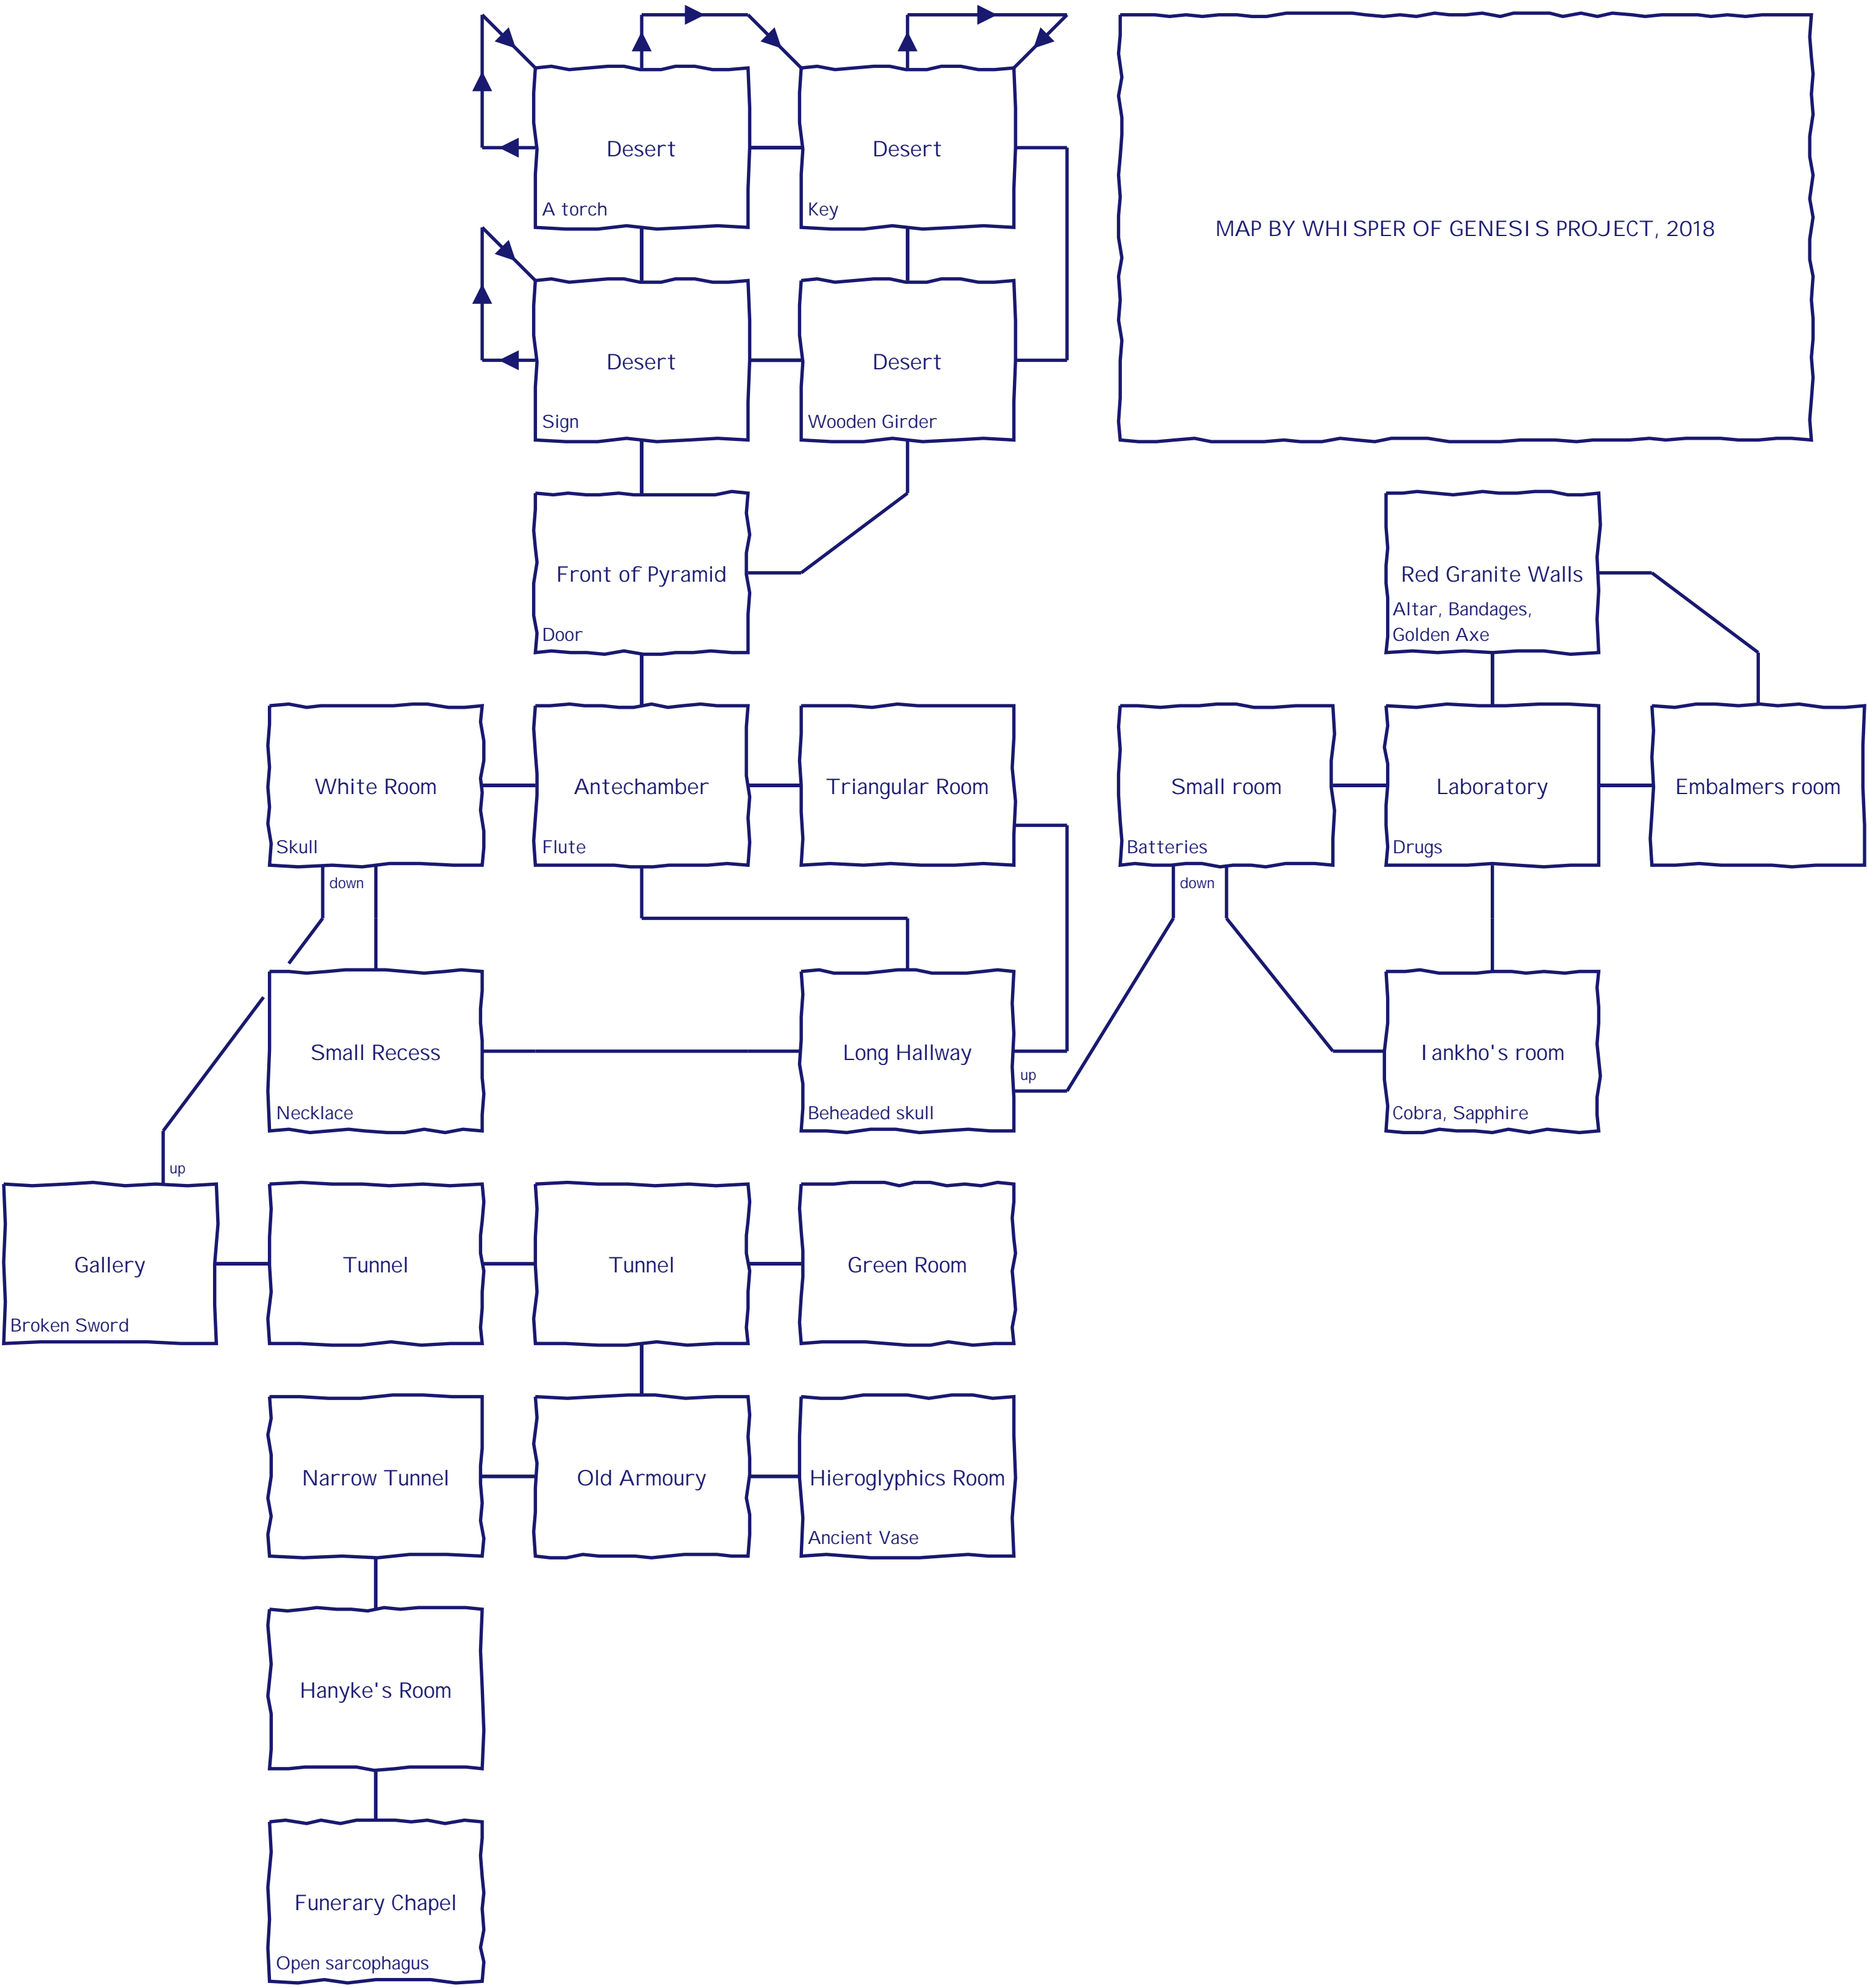 Desert
A torch
Desert
Key
MAP BY WHISPER OF GENESIS PROJECT, 2018
Desert
Sign
Desert
Wooden Girder
Front of Pyramid
Door
Red Granite Walls
Altar, Bandages,
Golden Axe
White Room
Skull
down
Antechamber
Flute
Triangular Room
Small room
Batteries
down
Laboratory
Drugs
Embalmers room
Small Recess
Necklace
Long Hallway
Beheaded skull
up
Iankho's room
Cobra, Sapphire
up
Gallery
Broken Sword
Tunnel
Tunnel
Green Room
Narrow Tunnel
Old Armoury
Hieroglyphics Room
Ancient Vase
Hanyke's Room
Funerary Chapel
Open sarcophagus